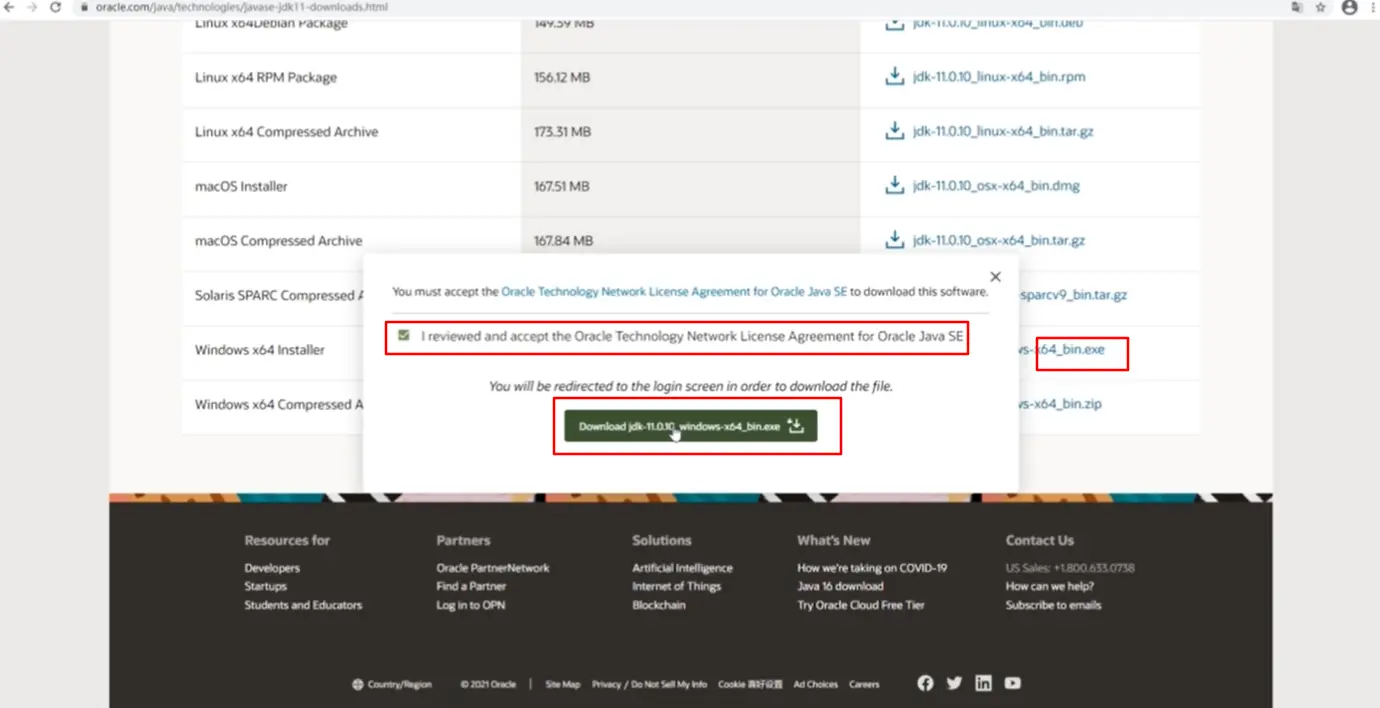 oracle.com/java/technologies/javase-jdk11-downloads.html
Linux x64 Debian Package 149.39 MB jdk-11.0.10_linux-x64_bin.deb
Linux x64 RPM Package 156.12 MB jdk-11.0.10_linux-x64_bin.rpm
Linux x64 Compressed Archive 173.31 MB jdk-11.0.10_linux-x64_bin.tar.gz
macOS Installer 167.51 MB jdk-11.0.10_osx-x64_bin.dmg
macOS Compressed Archive 167.84 MB jdk-11.0.10_osx-x64_bin.tar.gz
You must accept the Oracle Technology Network License Agreement for Oracle Java SE to download this software.
Solaris SPARC Compressed A -sparcv9_bin.tar.gz
I reviewed and accept the Oracle Technology Network License Agreement for Oracle Java SE
Windows x64 Installer vs-x64_bin.exe
You will be redirected to the login screen in order to download the file.
Windows x64 Compressed A vs-x64_bin.zip
Download jdk-11.0.10_windows-x64_bin.exe
Resources for Partners Solutions What's New Contact Us
Developers Oracle PartnerNetwork Artificial Intelligence How we're taking on COVID-19 US Sales: +1.800.633.0738
Startups Find a Partner Internet of Things Java 16 download How can we help?
Students and Educators Log in to OPN Blockchain Try Oracle Cloud Free Tier Subscribe to emails
Country/Region © 2021 Oracle | Site Map Privacy / Do Not Sell My Info Cookie 喜好设置 Ad Choices Careers